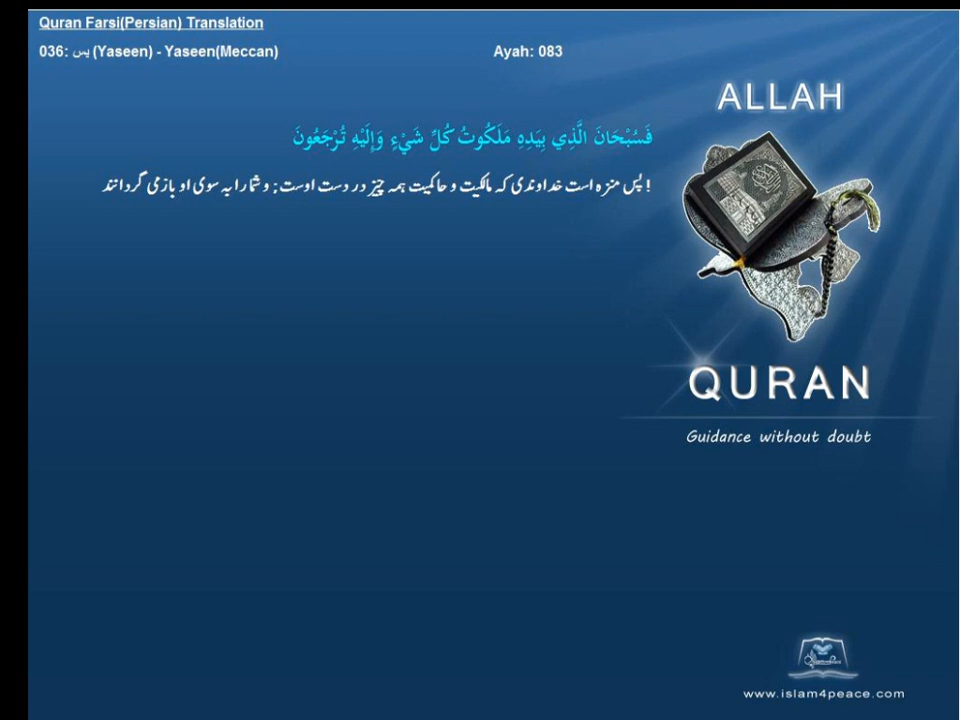 Quran Farsi(Persian) Translation
036: يس (Yaseen) - Yaseen(Meccan)
Ayah: 083
ALLAH
فَسُبْحَانَ الَّذِي بِيَدِهِ مَلَكُوتُ كُلِّ شَيْءٍ وَإِلَيْهِ تُرْجَعُونَ
! پس منزه است خداوندی که مالکیت و حاکمیت همه چیز در دست اوست; و شما را به سوی او بازمی گردانند
QURAN
Guidance without doubt
www.islam4peace.com